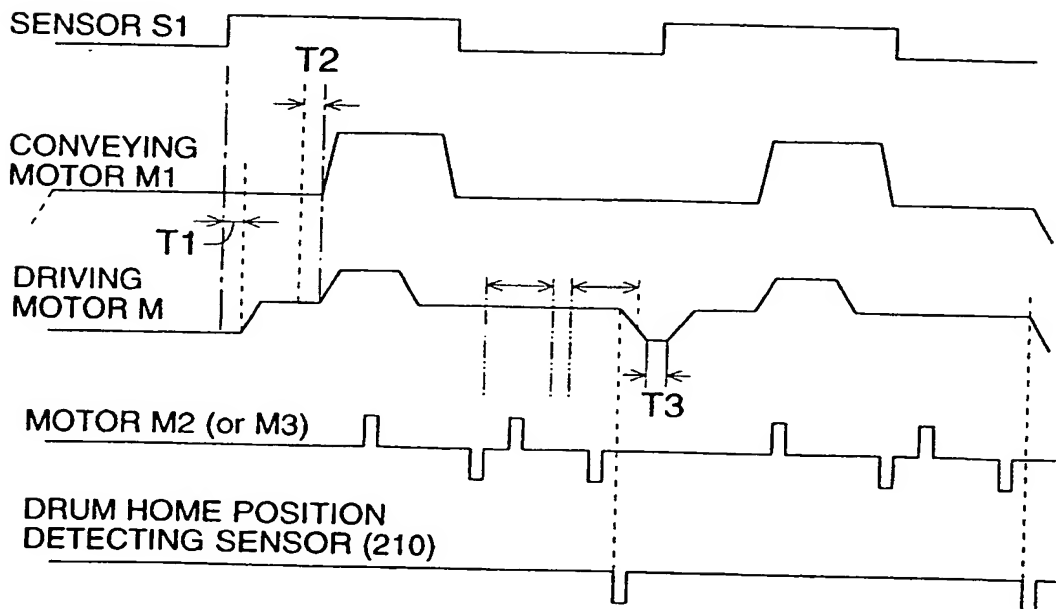 SENSOR S1
T2
CONVEYING
MOTOR M1
T1
DRIVING
MOTOR M
T3
MOTOR M2 (or M3)
DRUM HOME POSITION
DETECTING SENSOR (210)